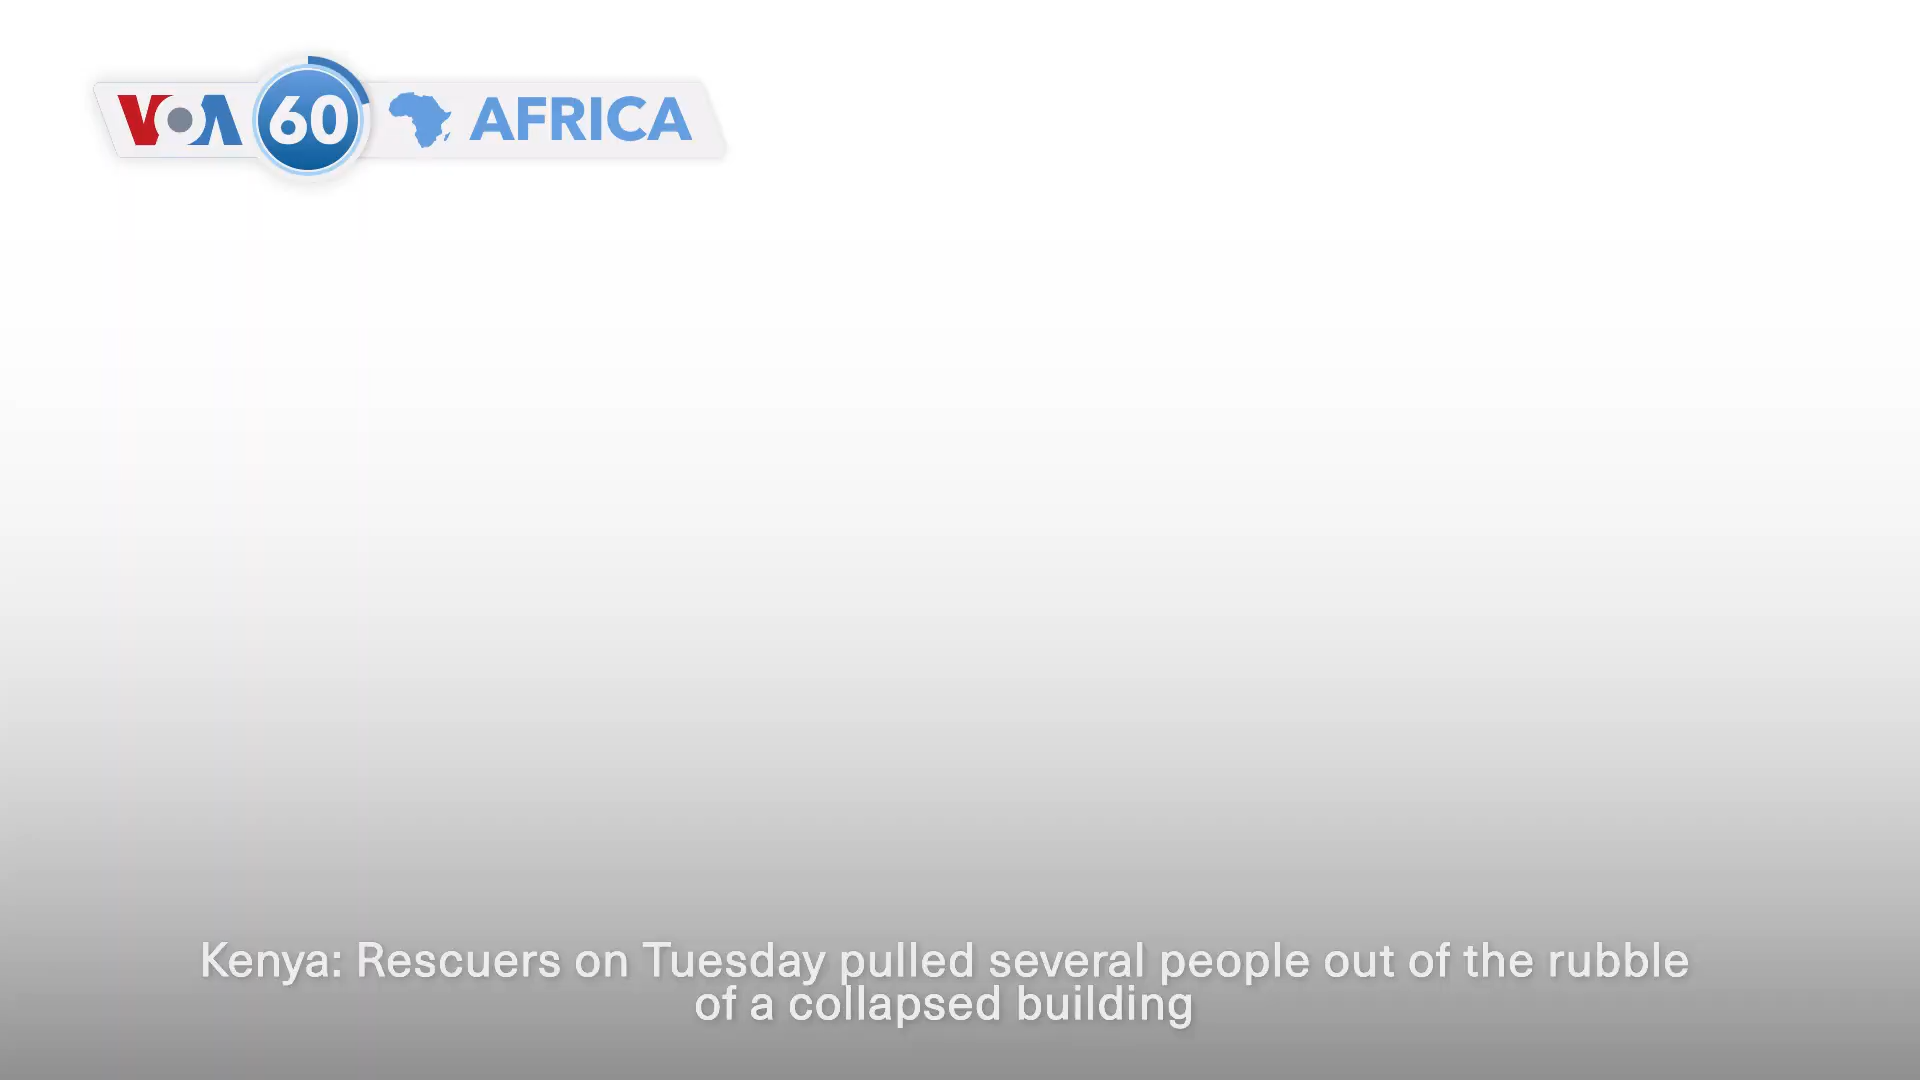 VOA 60 AFRICA
Kenya: Rescuers on Tuesday pulled several people out of the rubble
of a collapsed building